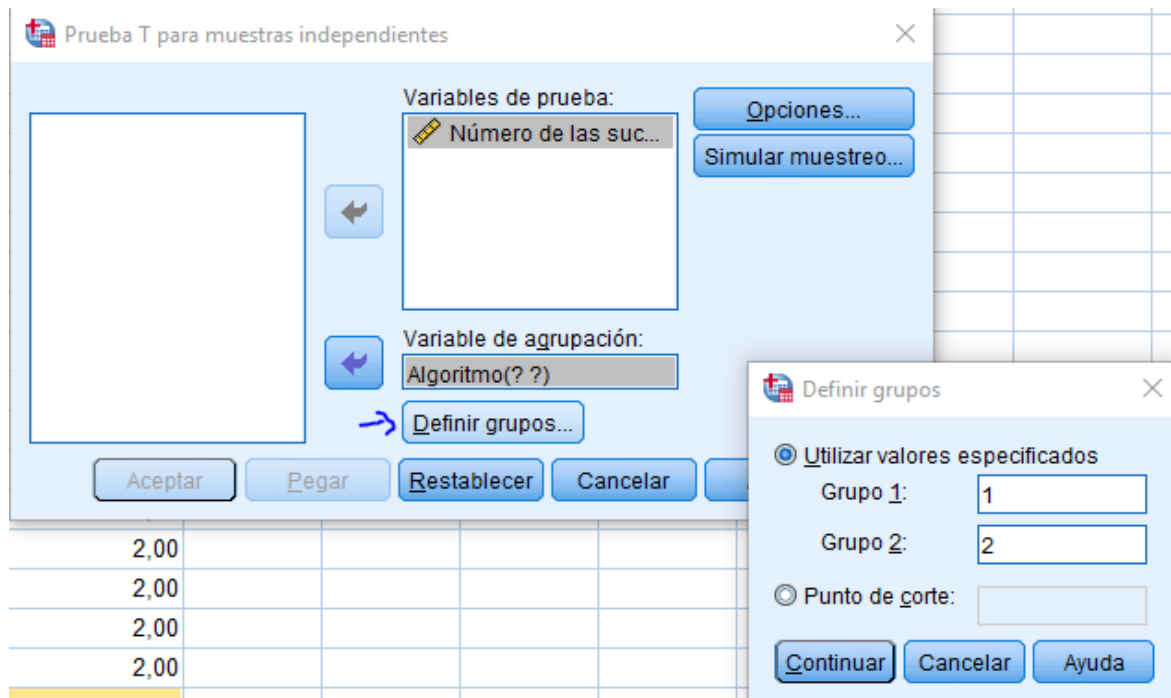 Prueba T para muestras independientes
Variables de prueba:
Número de las suc...
Opciones...
Simular muestreo...
Variable de agrupación:
Algoritmo(? ?)
Definir grupos...
Aceptar
Pegar
Restablecer
Cancelar
Definir grupos
Utilizar valores especificados
Grupo 1:
1
Grupo 2:
2
Punto de corte:
Continuar
Cancelar
Ayuda
2,00
2,00
2,00
2,00